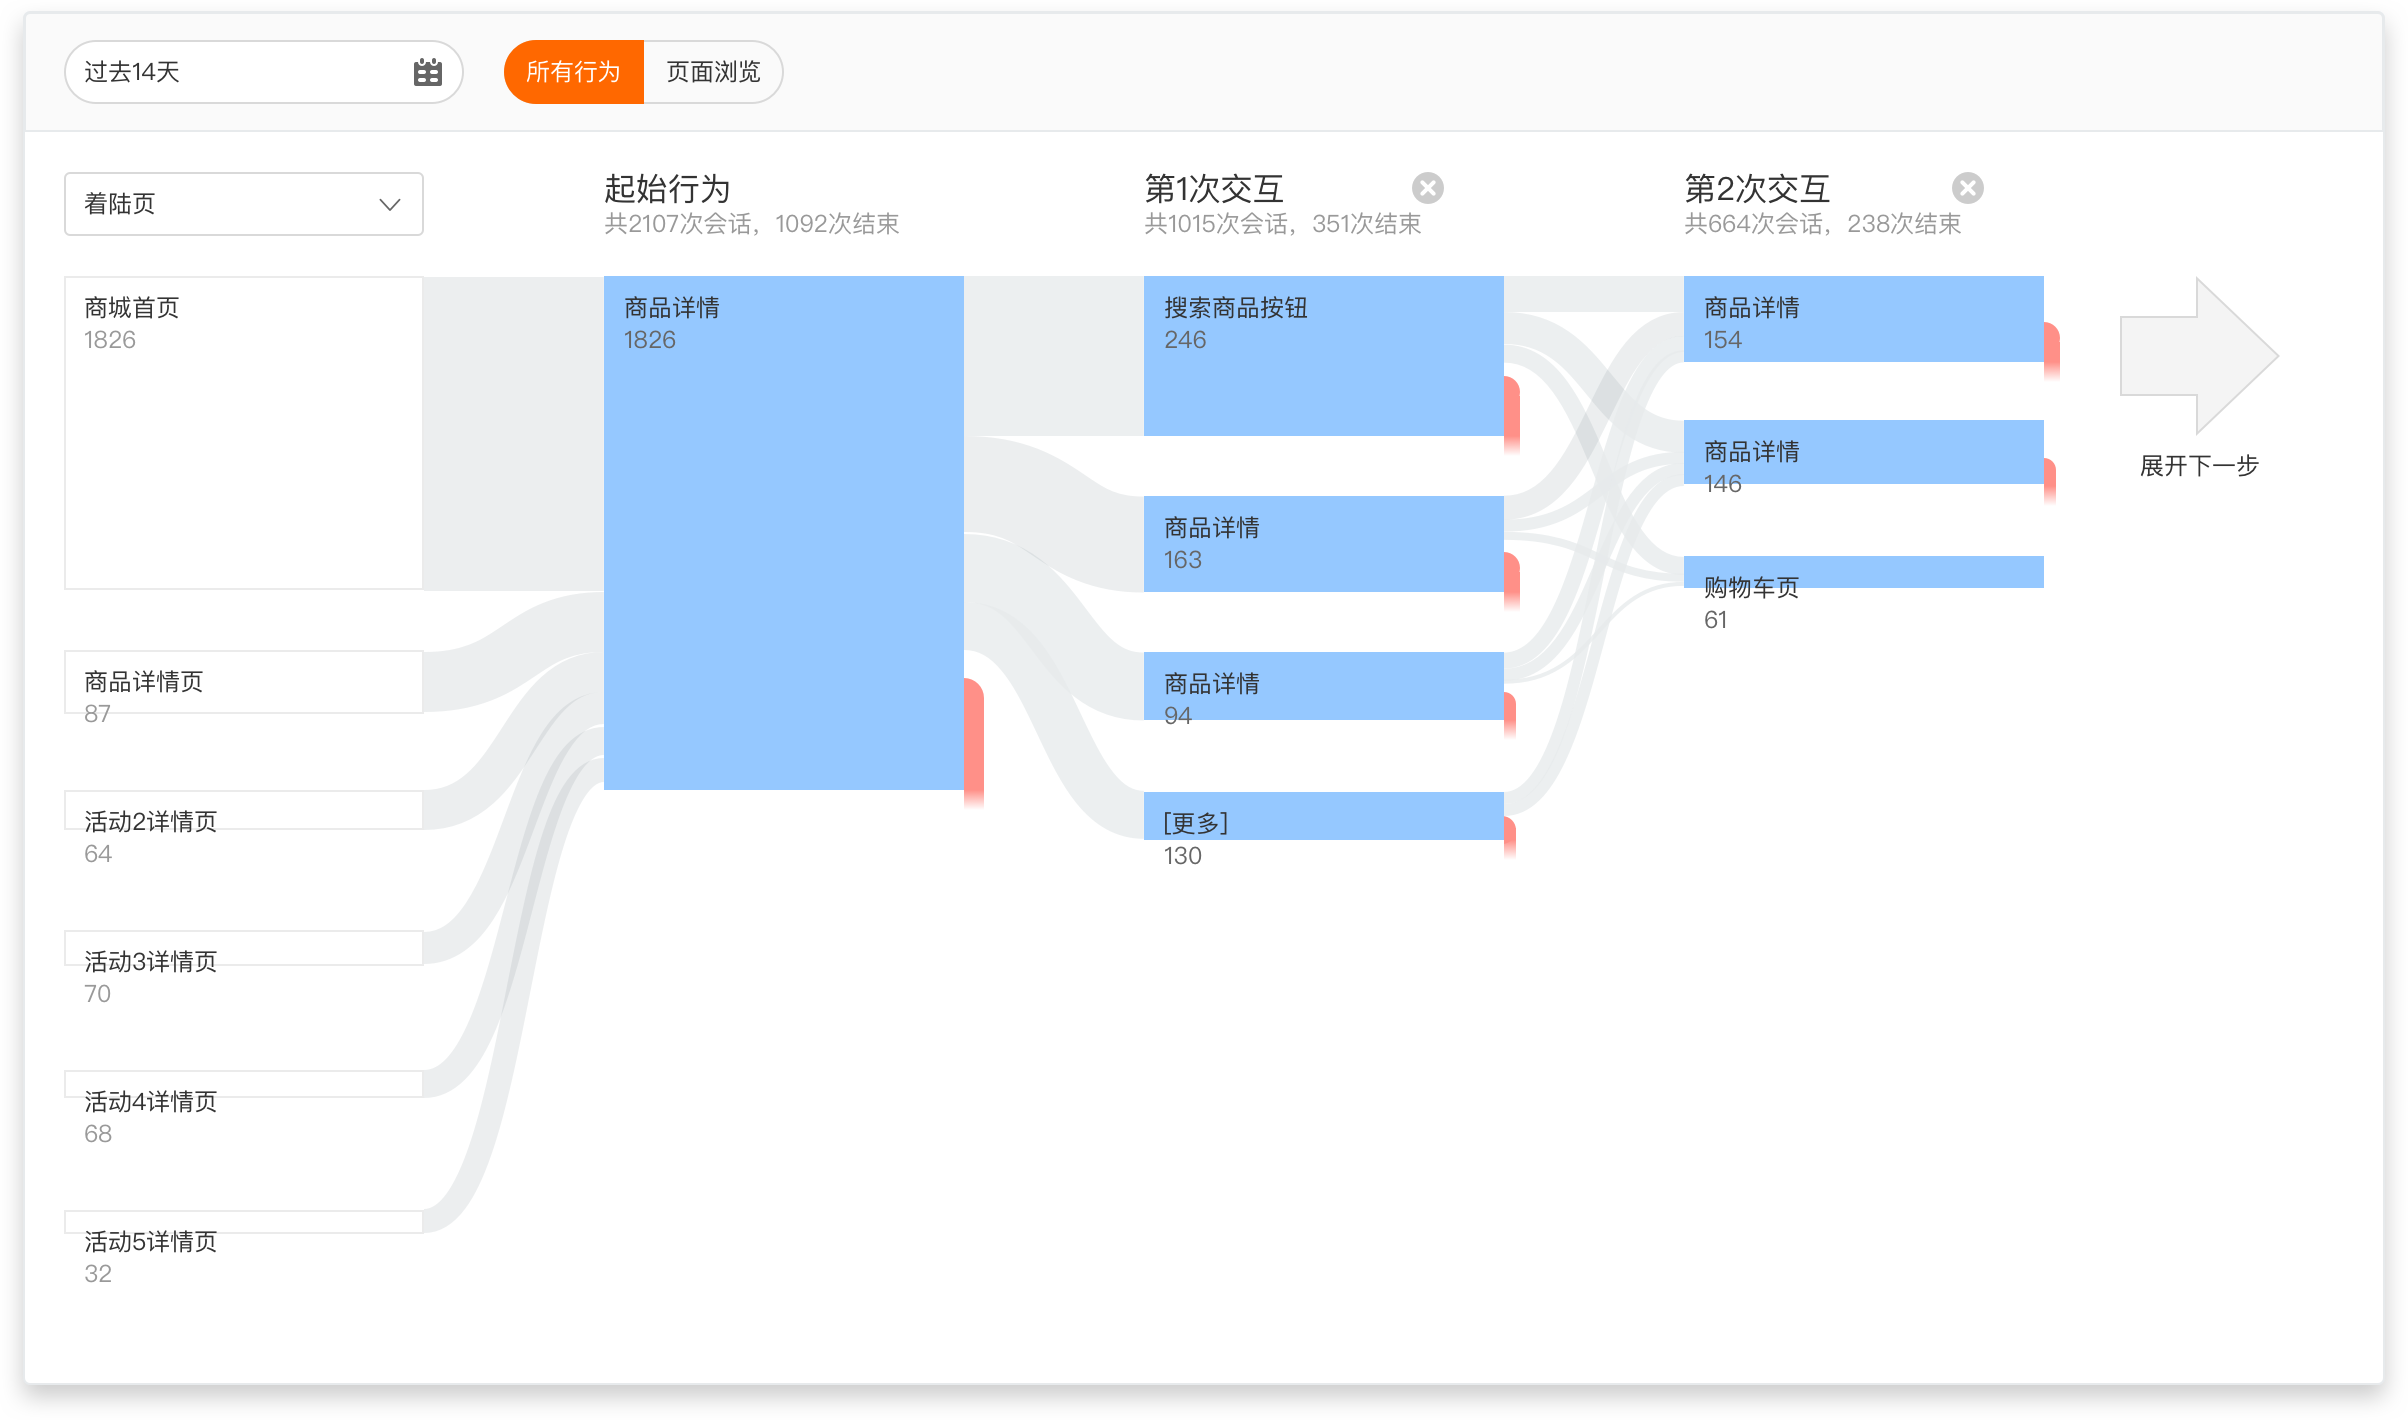 过去14天
所有行为
页面浏览
着陆页
起始行为
共2107次会话，1092次结束
第1次交互
共1015次会话，351次结束
第2次交互
共664次会话，238次结束
商城首页
1826
商品详情页
87
活动2详情页
64
活动3详情页
70
活动4详情页
68
活动5详情页
32
商品详情
1826
搜索商品按钮
246
商品详情
163
商品详情
94
[更多]
130
商品详情
154
商品详情
146
购物车页
61
展开下一步